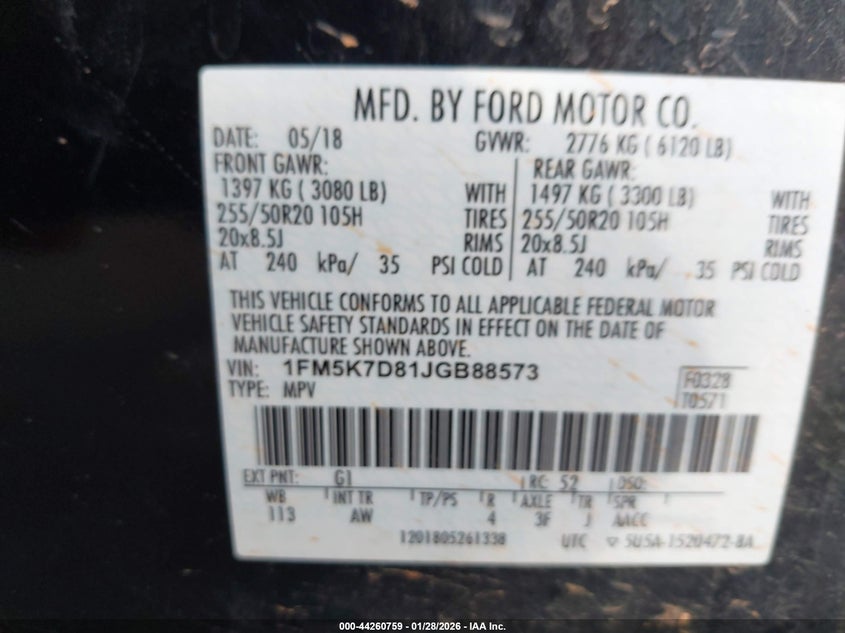 MFD. BY FORD MOTOR CO.
DATE: 05/18 GVWR: 2776 KG ( 6120 LB)
FRONT GAWR: REAR GAWR:
1397 KG ( 3080 LB) WITH 1497 KG ( 3300 LB) WITH
255/50R20 105H TIRES 255/50R20 105H TIRES
20x8.5J RIMS 20x8.5J RIMS
AT 240 kPa/ 35 PSI COLD AT 240 kPa/ 35 PSI COLD
THIS VEHICLE CONFORMS TO ALL APPLICABLE FEDERAL MOTOR
VEHICLE SAFETY STANDARDS IN EFFECT ON THE DATE OF
MANUFACTURE SHOWN ABOVE.
VIN: 1FM5K7D81JGB88573 F0328
TYPE: MPV T0571
EXT PNT: G1 RC: 52 DSO:
WB INT TR TP/PS R AXLE TR SPR
113 AW 4 3F J AACC
1201805261338 UTC ▽ 5U5A-1520472-BA
000-44260759 - 01/28/2026 - IAA Inc.